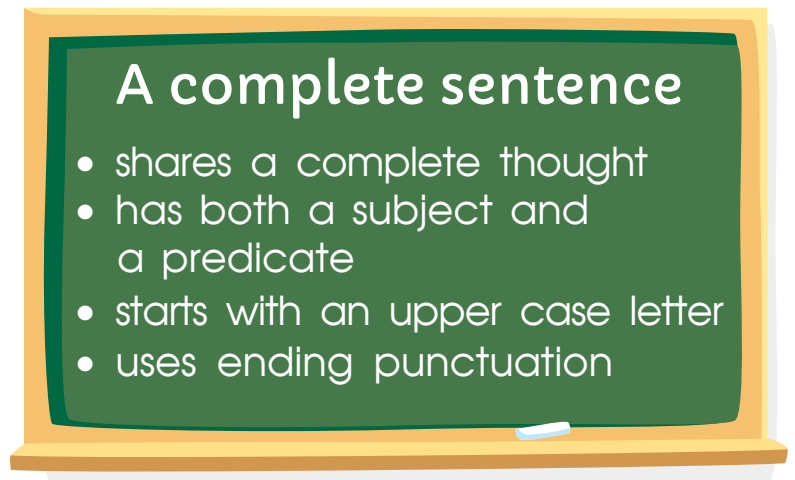 A complete sentence
• shares a complete thought
• has both a subject and
a predicate
• starts with an upper case letter
• uses ending punctuation